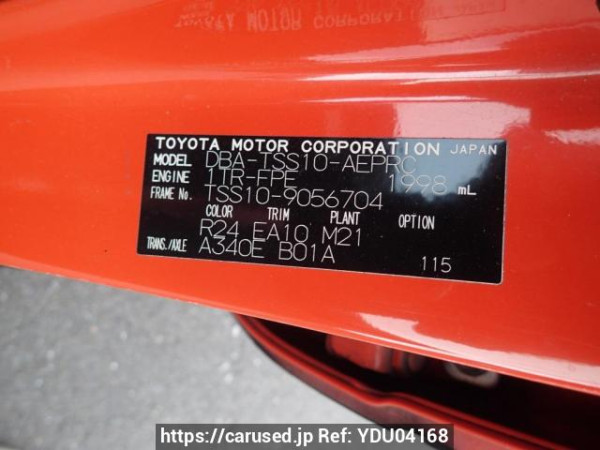 TOYOTA MOTOR CORPORATION JAPAN
MODEL DBA-TSS10-AEPRC
ENGINE 1TR-FPE 1998 mL
FRAME No. TSS10-9056704
COLOR TRIM PLANT OPTION
R24 EA10 M21
TRANS./AXLE A340E B01A
115
https://carused.jp Ref: YDU04168